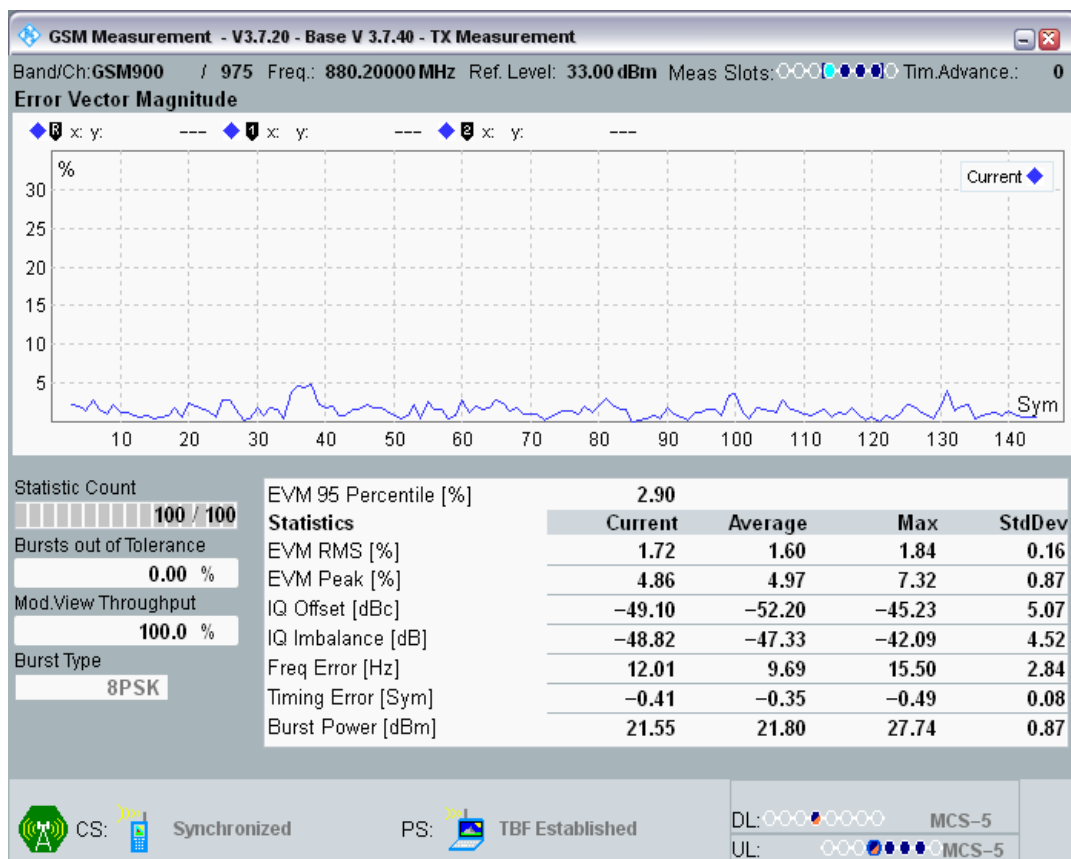 GSM Measurement - V3.7.20 - Base V 3.7.40 - TX Measurement
Band/Ch:GSM900 / 975 Freq.: 880.20000 MHz Ref. Level: 33.00 dBm Meas Slots: Tim.Advance.: 0
Error Vector Magnitude
R x: y: --- 1 x: y: --- 2 x: y: ---
%
Current
30
25
20
15
10
5
Sym
10 20 30 40 50 60 70 80 90 100 110 120 130 140
Statistic Count
100 / 100
Bursts out of Tolerance
0.00 %
Mod.View Throughput
100.0 %
Burst Type
8PSK
EVM 95 Percentile [%] 2.90
Statistics Current Average Max StdDev
EVM RMS [%] 1.72 1.60 1.84 0.16
EVM Peak [%] 4.86 4.97 7.32 0.87
IQ Offset [dBc] −49.10 −52.20 −45.23 5.07
IQ Imbalance [dB] −48.82 −47.33 −42.09 4.52
Freq Error [Hz] 12.01 9.69 15.50 2.84
Timing Error [Sym] −0.41 −0.35 −0.49 0.08
Burst Power [dBm] 21.55 21.80 27.74 0.87
CS: Synchronized PS: TBF Established
DL: MCS−5
UL: MCS−5